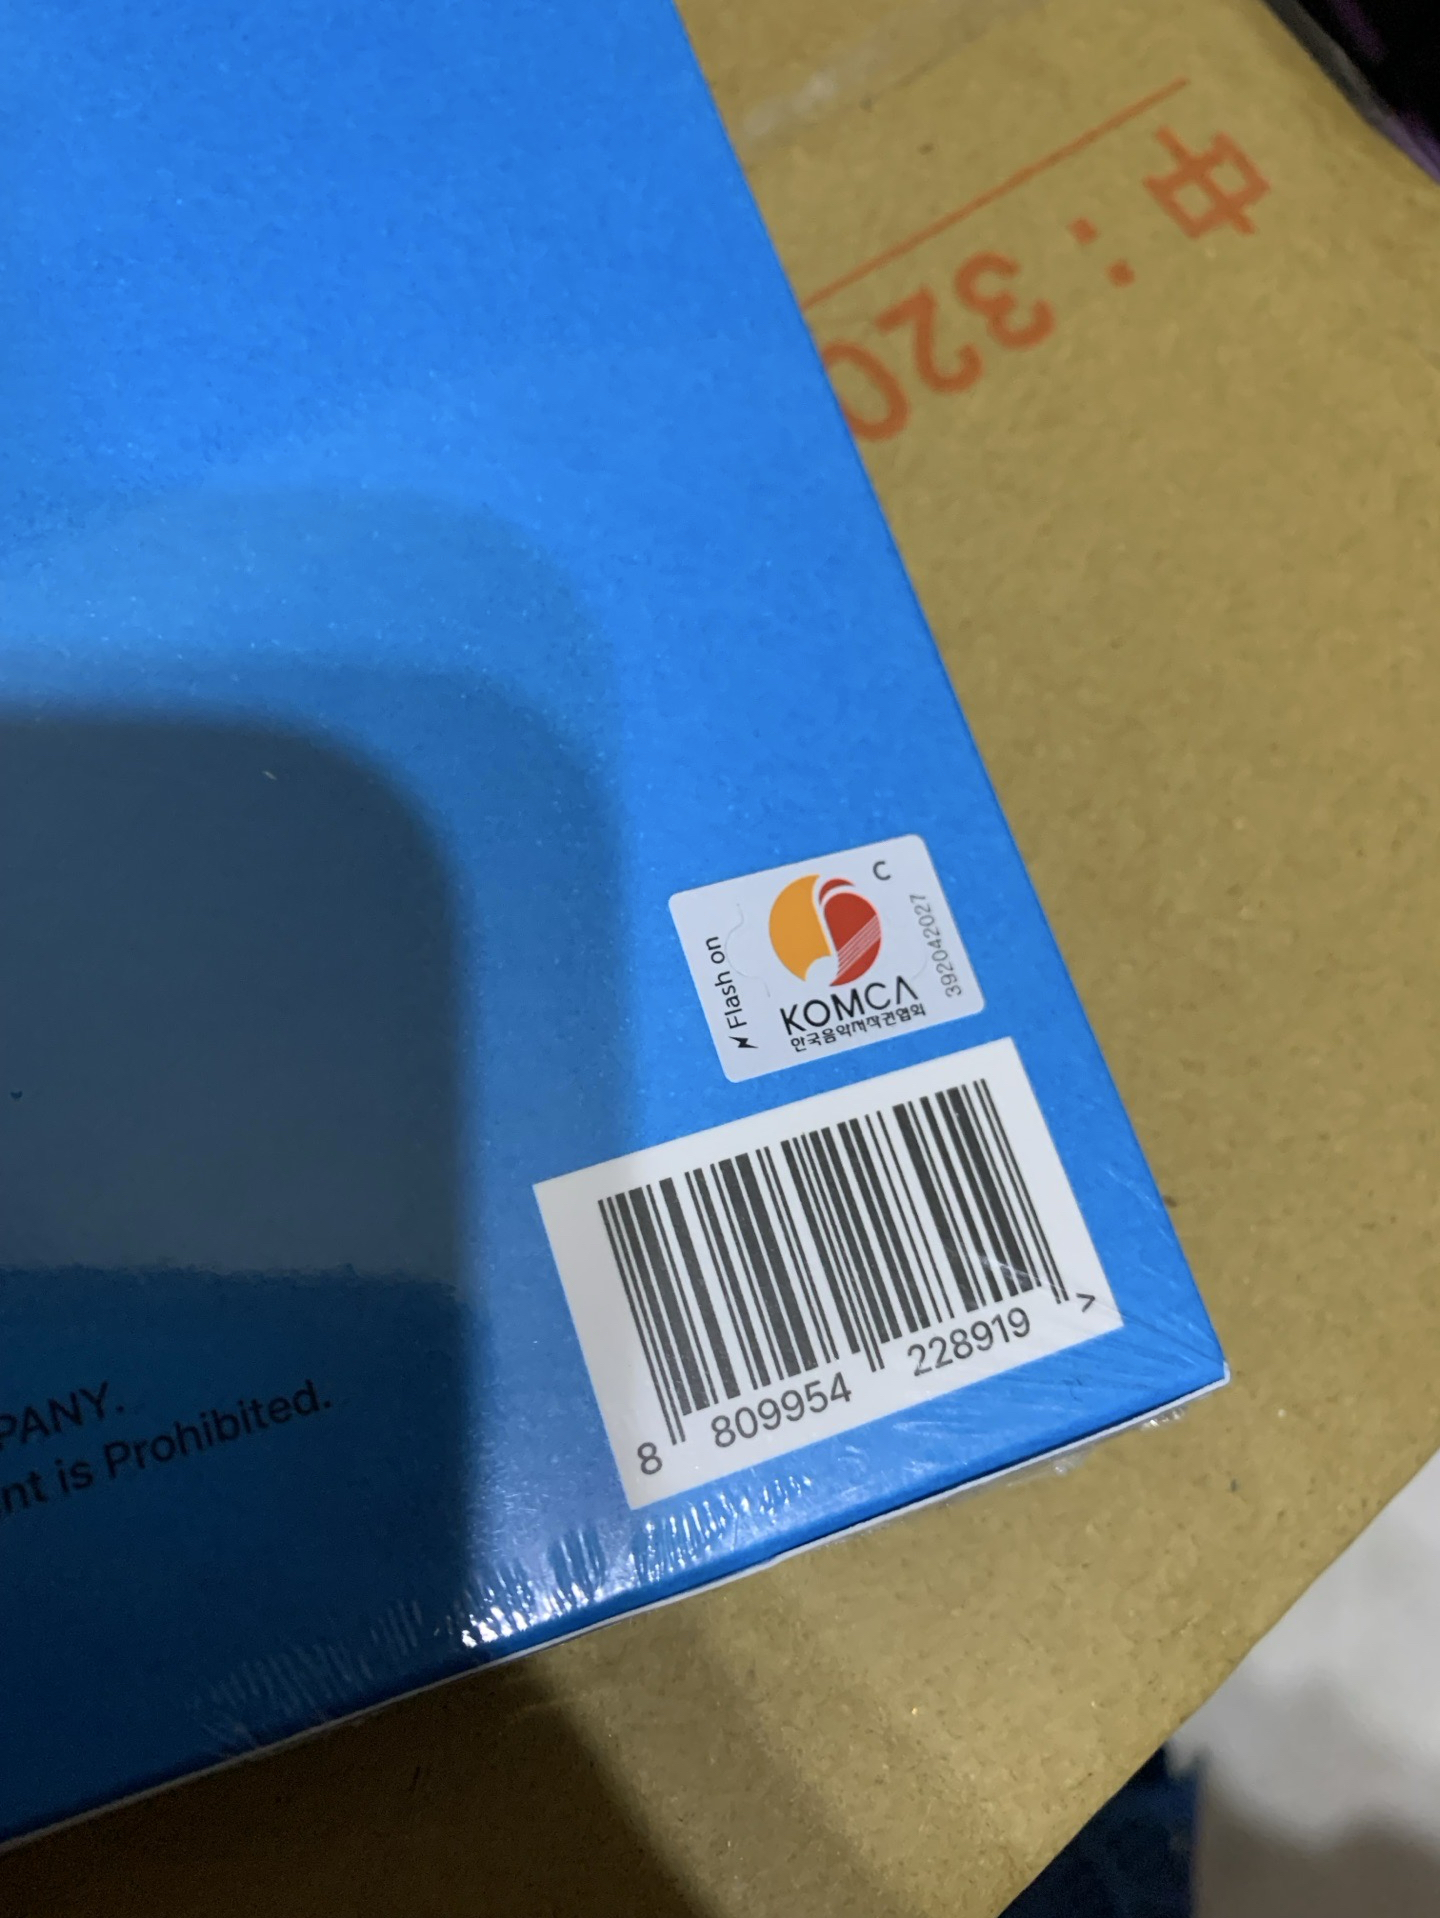 中:320
C
Flash on
392042027
KOMCA
한국음악저작권협회
8 809954 228919 >
PANY.
nt is Prohibited.